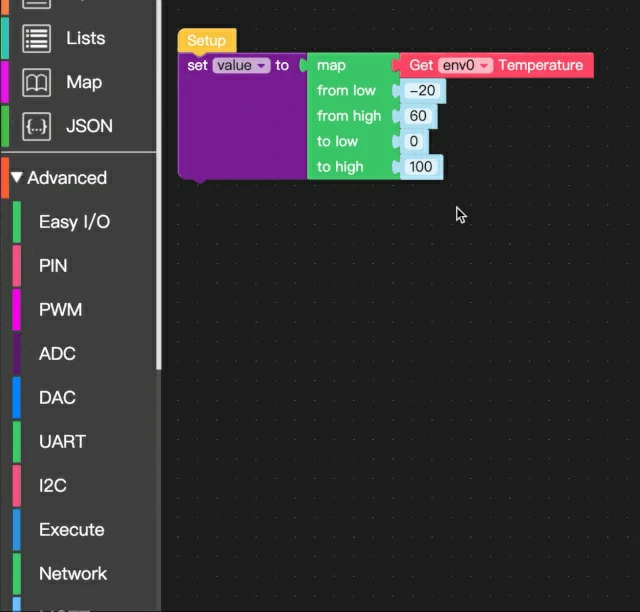 Lists
Map
{...} JSON
▼ Advanced
Easy I/O
PIN
PWM
ADC
DAC
UART
I2C
Execute
Network
Setup
set value to map Get env0 Temperature
from low −20
from high 60
to low 0
to high 100